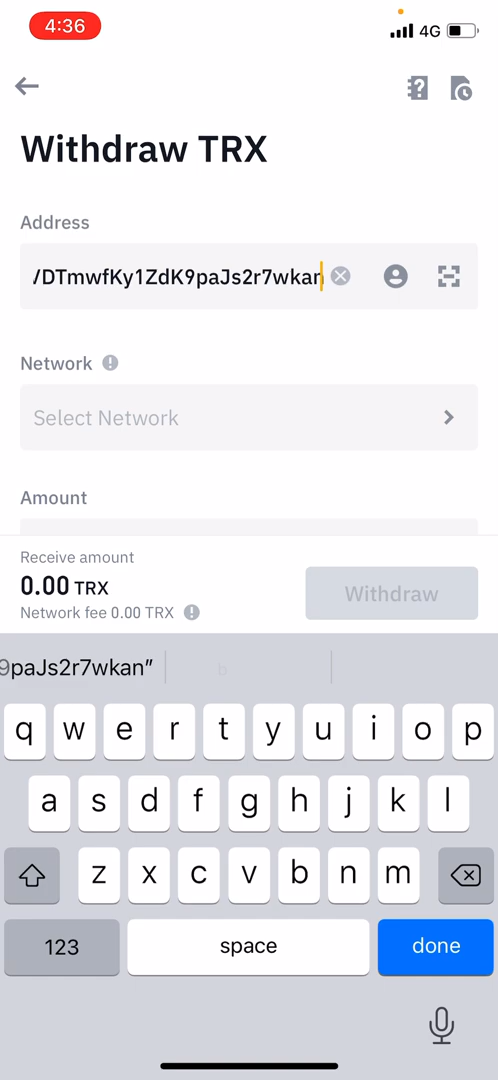 4:36
4G
Withdraw TRX
Address
/DTmwfKy1ZdK9paJs2r7wkan
Network
Select Network
Amount
Receive amount
0.00 TRX
Network fee 0.00 TRX
Withdraw
9paJs2r7wkan"
b
q w e r t y u i o p
a s d f g h j k l
z x c v b n m
123 space done